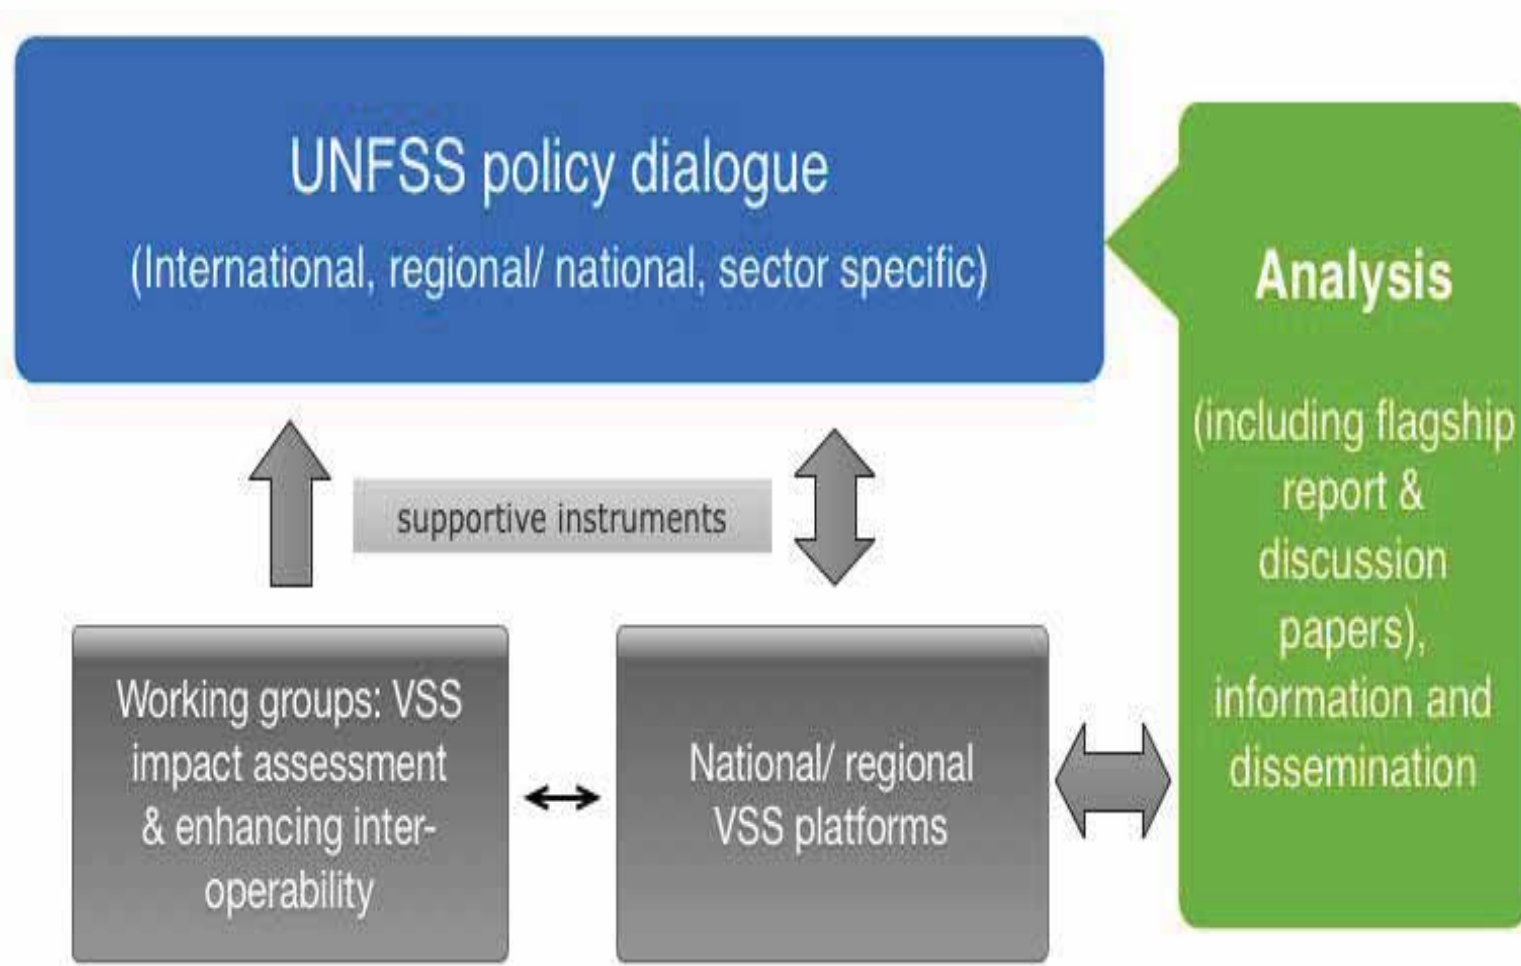 UNFSS policy dialogue
(International, regional/ national, sector specific)
supportive instruments
Working groups: VSS
impact assessment
& enhancing inter-
operability
National/ regional
VSS platforms
Analysis
(including flagship
report &
discussion
papers),
information and
dissemination